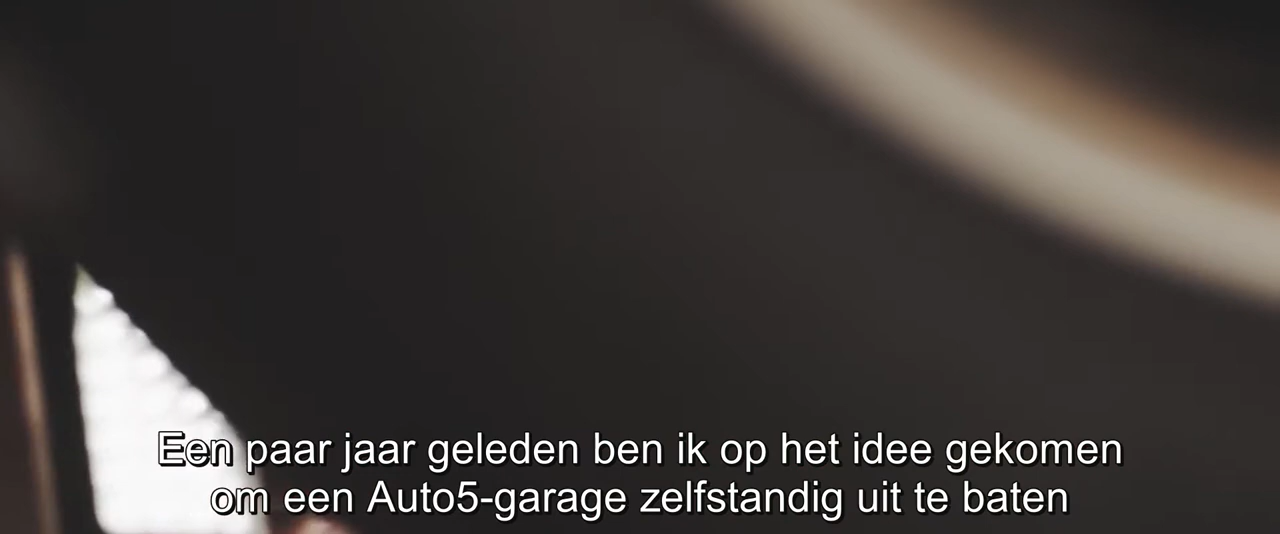 Een paar jaar geleden ben ik op het idee gekomen
om een Auto5-garage zelfstandig uit te baten